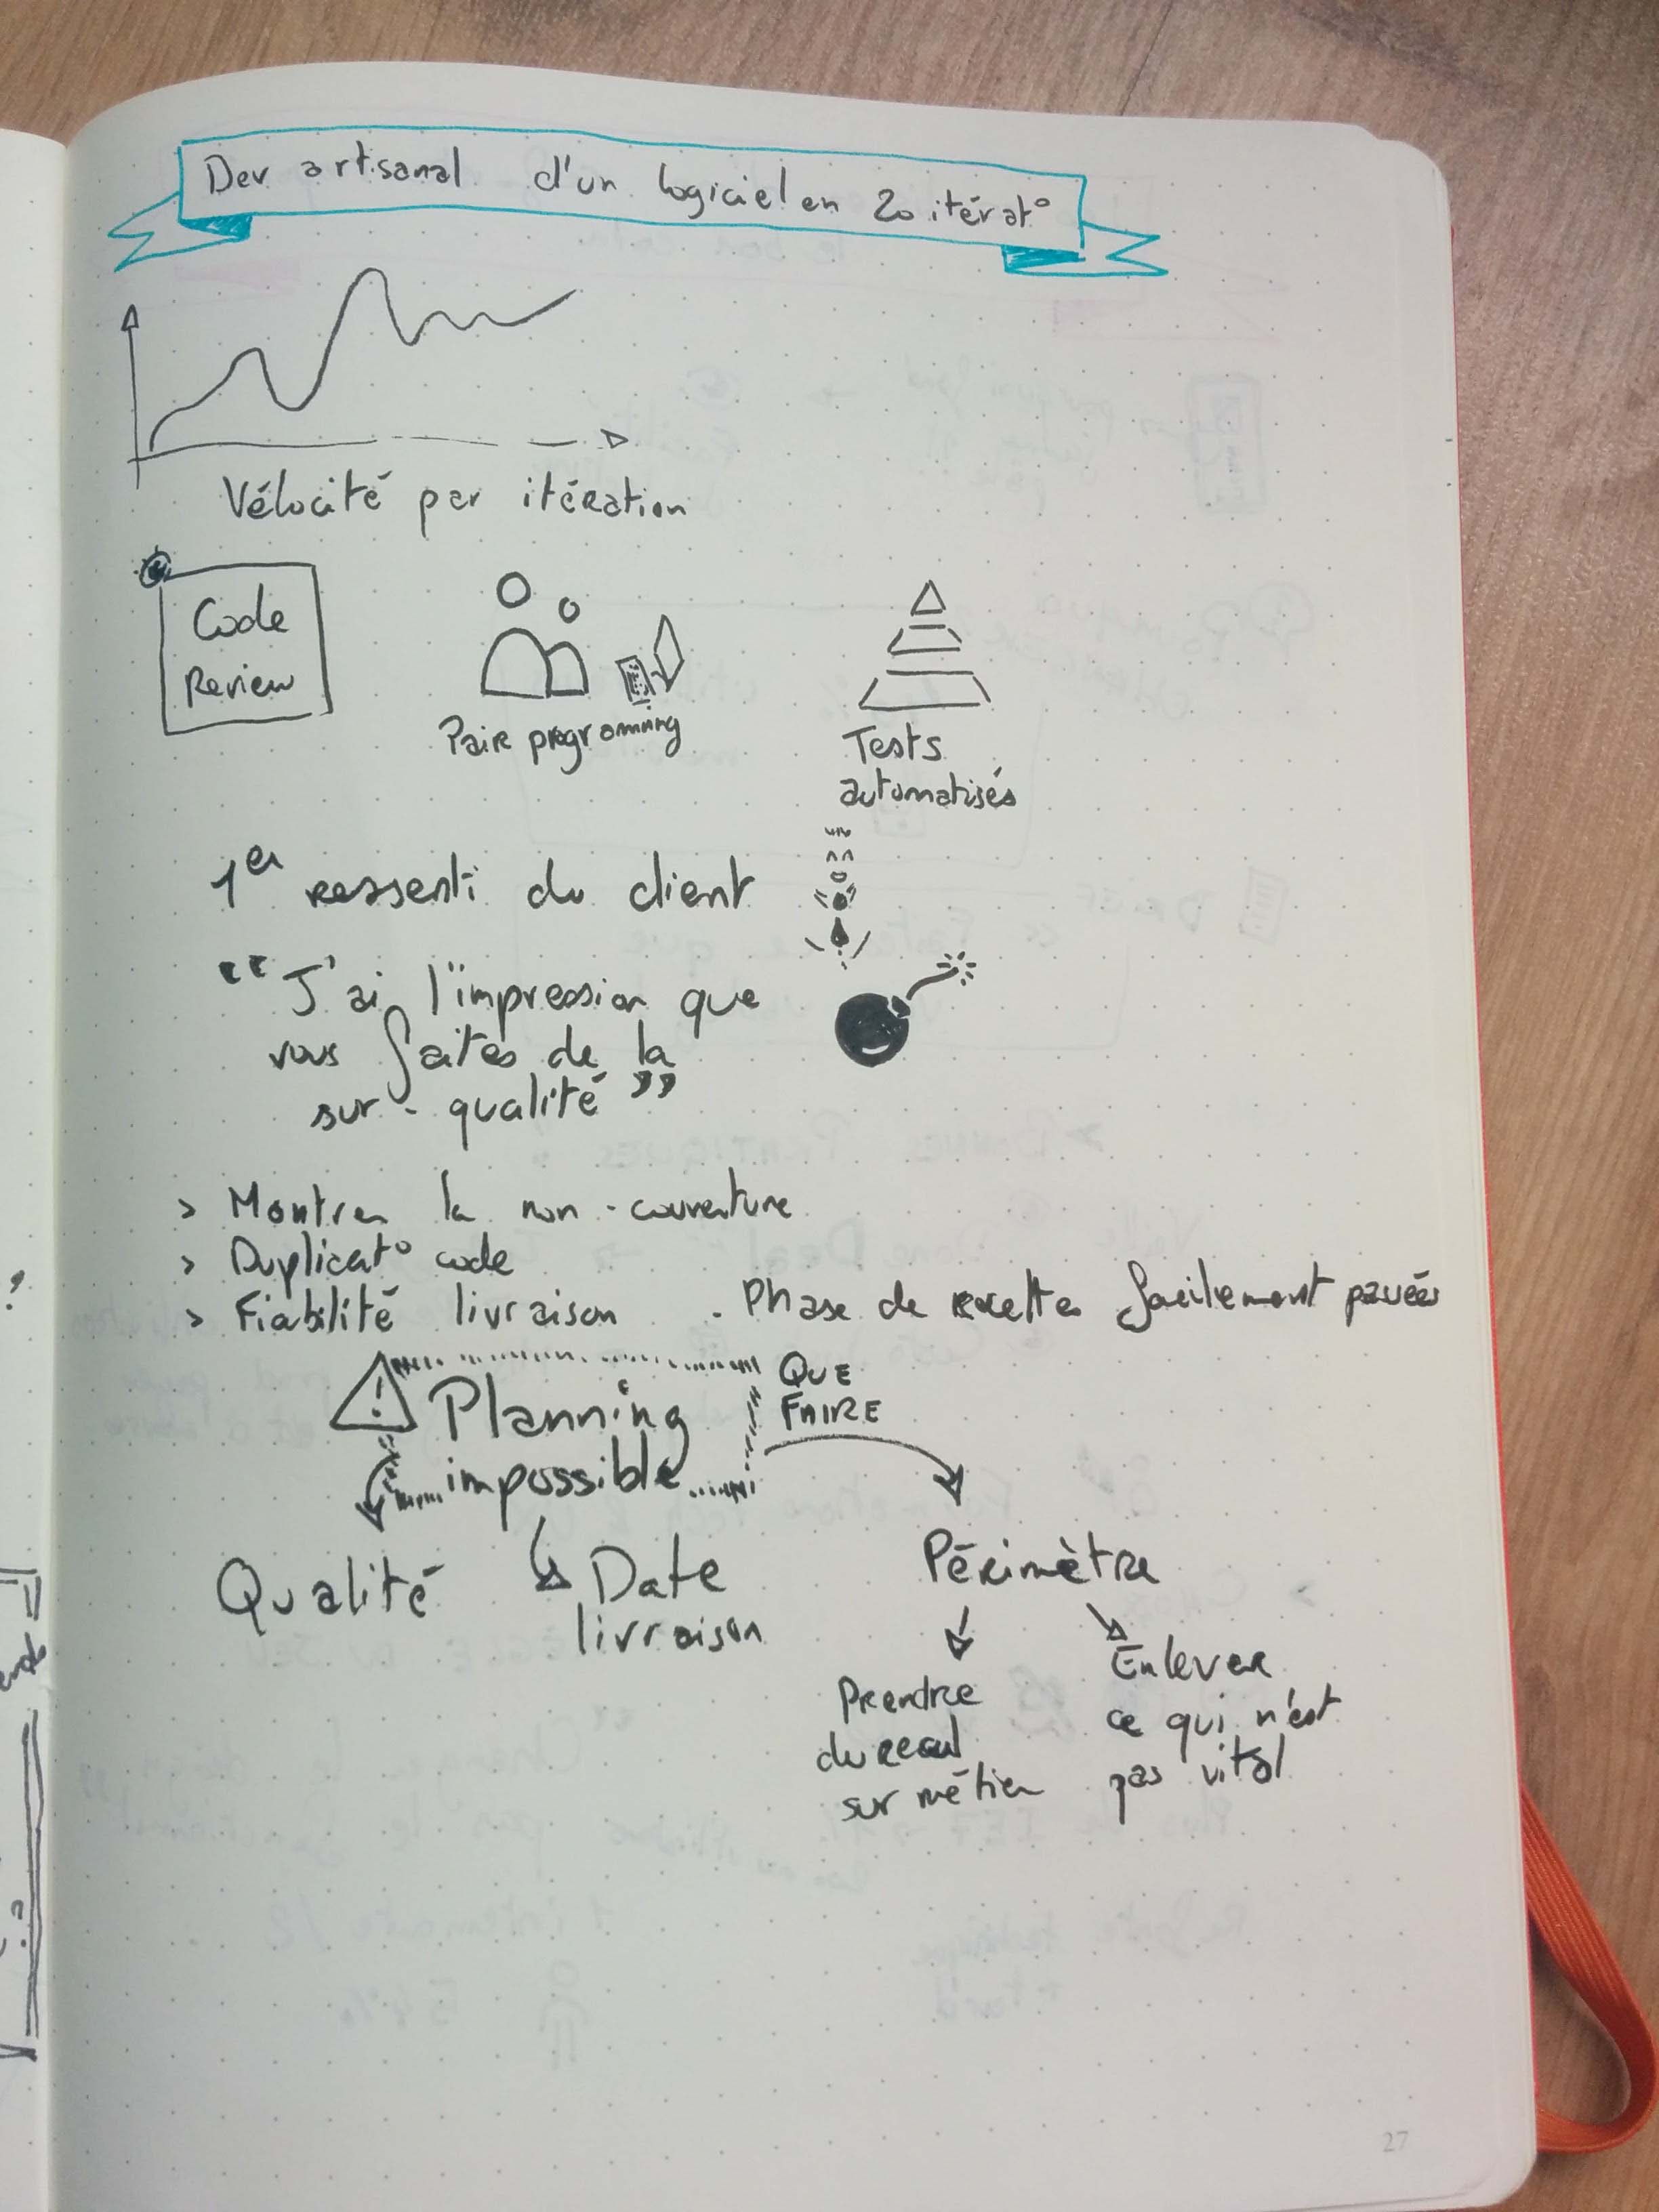 Dev artisanal d'un logiciel en 20 itérat°
Vélocité par itération
Code
Review
Paire programming
Tests
automatisés
1er ressenti du client
"J'ai l'impression que
vous faites de la
sur-qualité"
> Montrer la non-couverture
> Duplicat° code
> Fiabilité livraison . Phase de recettes facilement passées
! Planning
impossible
QUE
FAIRE
Qualité
Date
livraison
Périmètre
Prendre
du recul
sur métier
Enlever
ce qui n'est
pas vital
27